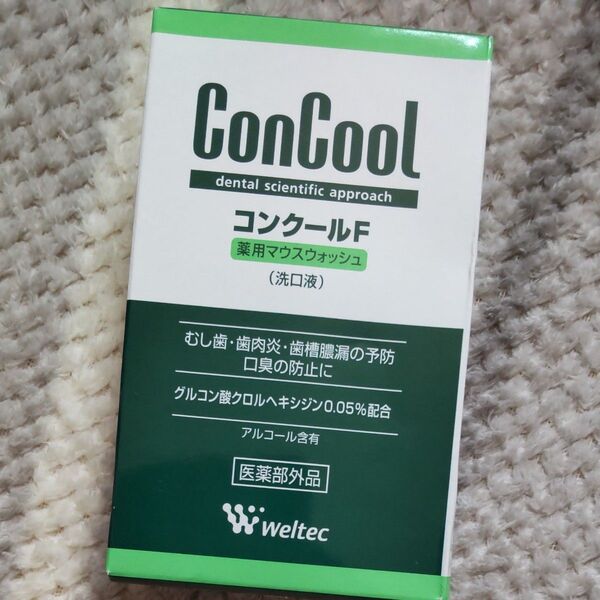 ConCool
dental scientific approach
コンクールF
薬用マウスウォッシュ
(洗口液)
むし歯・歯肉炎・歯槽膿漏の予防
口臭の防止に
グルコン酸クロルヘキシジン0.05%配合
アルコール含有
医薬部外品
weltec